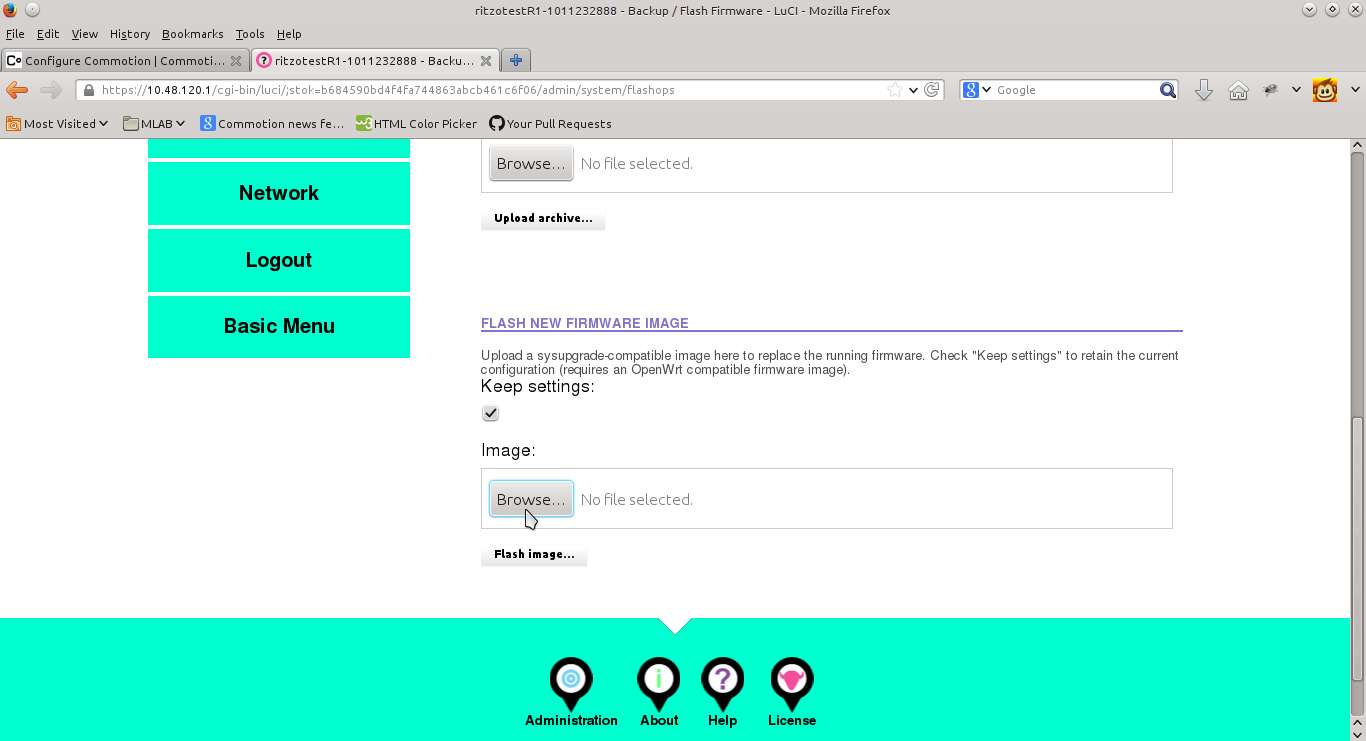 ritzotestR1-1011232888 - Backup / Flash Firmware - LuCI - Mozilla Firefox
File Edit View History Bookmarks Tools Help
Configure Commotion | Commoti... ritzotestR1-1011232888 - Backu...
https://10.48.120.1/cgi-bin/luci/;stok=b684590bd4f4fa744863abcb461c6f06/admin/system/flashops Google
Most Visited MLAB Commotion news fe... HTML Color Picker Your Pull Requests
Browse... No file selected.
Network
Upload archive...
Logout
Basic Menu
FLASH NEW FIRMWARE IMAGE
Upload a sysupgrade-compatible image here to replace the running firmware. Check "Keep settings" to retain the current
configuration (requires an OpenWrt compatible firmware image).
Keep settings:
Image:
Browse... No file selected.
Flash image...
Administration About Help License